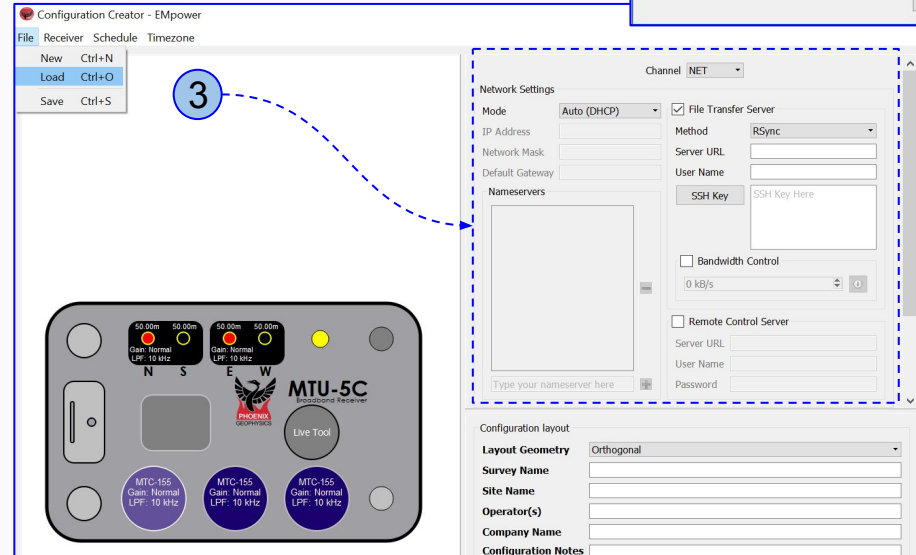 Configuration Creator - EMpower
File Receiver Schedule Timezone
New Ctrl+N
Load Ctrl+O
Save Ctrl+S
3
Channel NET
Network Settings
Mode Auto (DHCP)
IP Address
Network Mask
Default Gateway
Nameservers
Type your nameserver here
File Transfer Server
Method RSync
Server URL
User Name
SSH Key SSH Key Here
Bandwidth Control
0 kB/s
Remote Control Server
Server URL
User Name
Password
50.00m 50.00m 50.00m 50.00m
Gain: Normal Gain: Normal
LPF: 10 kHz LPF: 10 kHz
N S E W
MTU-5C
Broadband Receiver
PHOENIX
GEOPHYSICS
Live Tool
MTC-155 MTC-155 MTC-155
Gain: Normal Gain: Normal Gain: Normal
LPF: 10 kHz LPF: 10 kHz LPF: 10 kHz
Configuration layout
Layout Geometry Orthogonal
Survey Name
Site Name
Operator(s)
Company Name
Configuration Notes